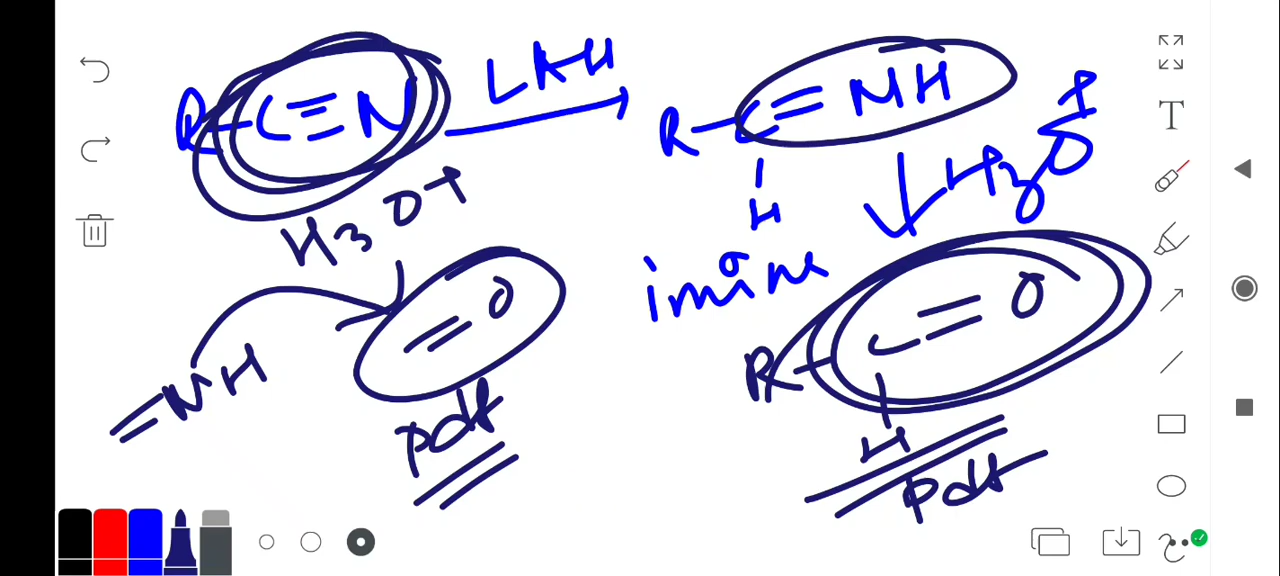 R-C≡N LAH R-C=NH
H
H3O+
imine
H3O+
=NH =O
R-C=O
H
pdt
pdt
T